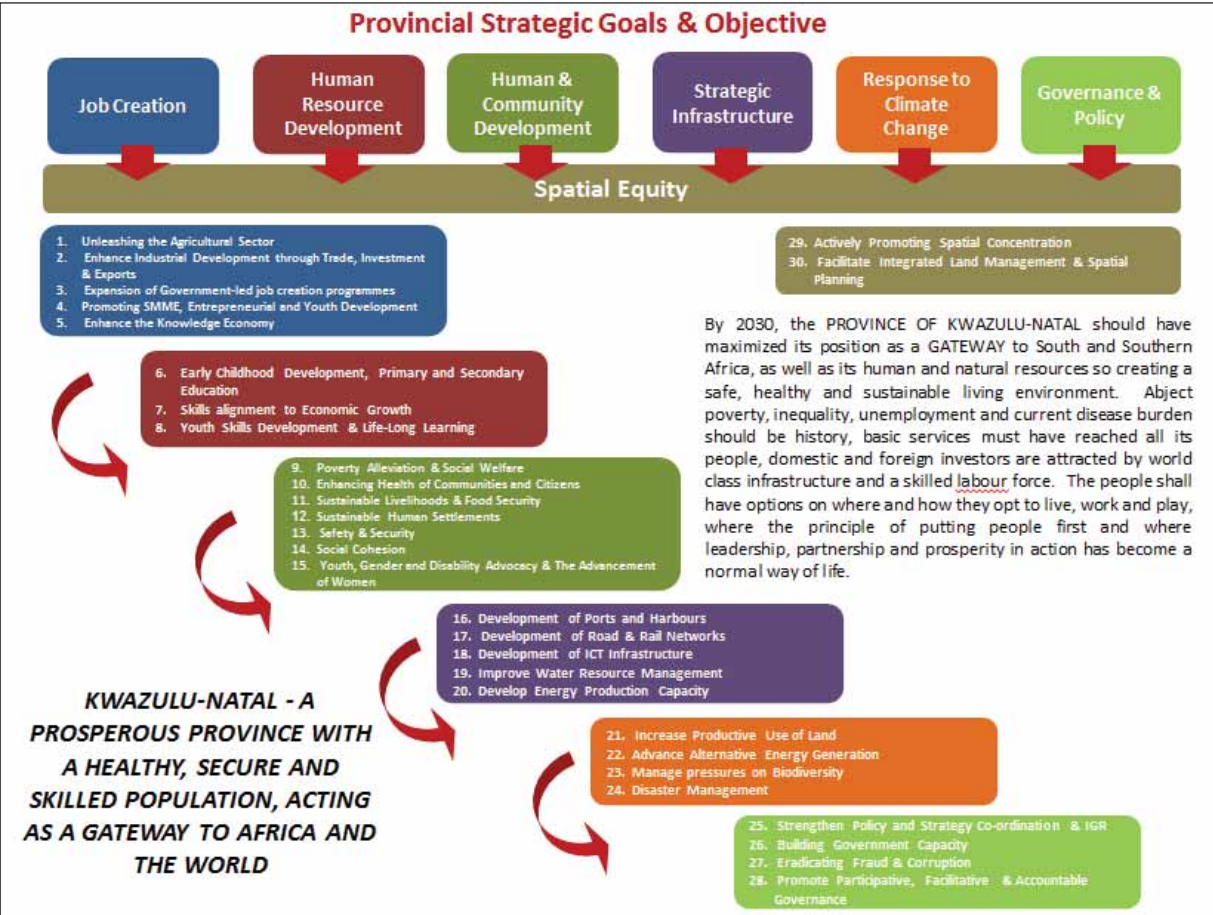 Provincial Strategic Goals & Objective
Job Creation
Human
Resource
Development
Human &
Community
Development
Strategic
Infrastructure
Response to
Climate
Change
Governance &
Policy
Spatial Equity
1. Unleashing the Agricultural Sector
2. Enhance Industrial Development through Trade, Investment
& Exports
3. Expansion of Government-led job creation programmes
4. Promoting SMME, Entrepreneurial and Youth Development
5. Enhance the Knowledge Economy
29. Actively Promoting Spatial Concentration
30. Facilitate Integrated Land Management & Spatial
Planning
6. Early Childhood Development, Primary and Secondary
Education
7. Skills alignment to Economic Growth
8. Youth Skills Development & Life-Long Learning
By 2030, the PROVINCE OF KWAZULU-NATAL should have
maximized its position as a GATEWAY to South and Southern
Africa, as well as its human and natural resources so creating a
safe, healthy and sustainable living environment. Abject
poverty, inequality, unemployment and current disease burden
should be history, basic services must have reached all its
people, domestic and foreign investors are attracted by world
class infrastructure and a skilled labour force. The people shall
have options on where and how they opt to live, work and play,
where the principle of putting people first and where
leadership, partnership and prosperity in action has become a
normal way of life.
9. Poverty Alleviation & Social Welfare
10. Enhancing Health of Communities and Citizens
11. Sustainable Livelihoods & Food Security
12. Sustainable Human Settlements
13. Safety & Security
14. Social Cohesion
15. Youth, Gender and Disability Advocacy & The Advancement
of Women
16. Development of Ports and Harbours
17. Development of Road & Rail Networks
18. Development of ICT Infrastructure
19. Improve Water Resource Management
20. Develop Energy Production Capacity
KWAZULU-NATAL - A
PROSPEROUS PROVINCE WITH
A HEALTHY, SECURE AND
SKILLED POPULATION, ACTING
AS A GATEWAY TO AFRICA AND
THE WORLD
21. Increase Productive Use of Land
22. Advance Alternative Energy Generation
23. Manage pressures on Biodiversity
24. Disaster Management
25. Strengthen Policy and Strategy Co-ordination & IGR
26. Building Government Capacity
27. Eradicating Fraud & Corruption
28. Promote Participative, Facilitative & Accountable
Governance